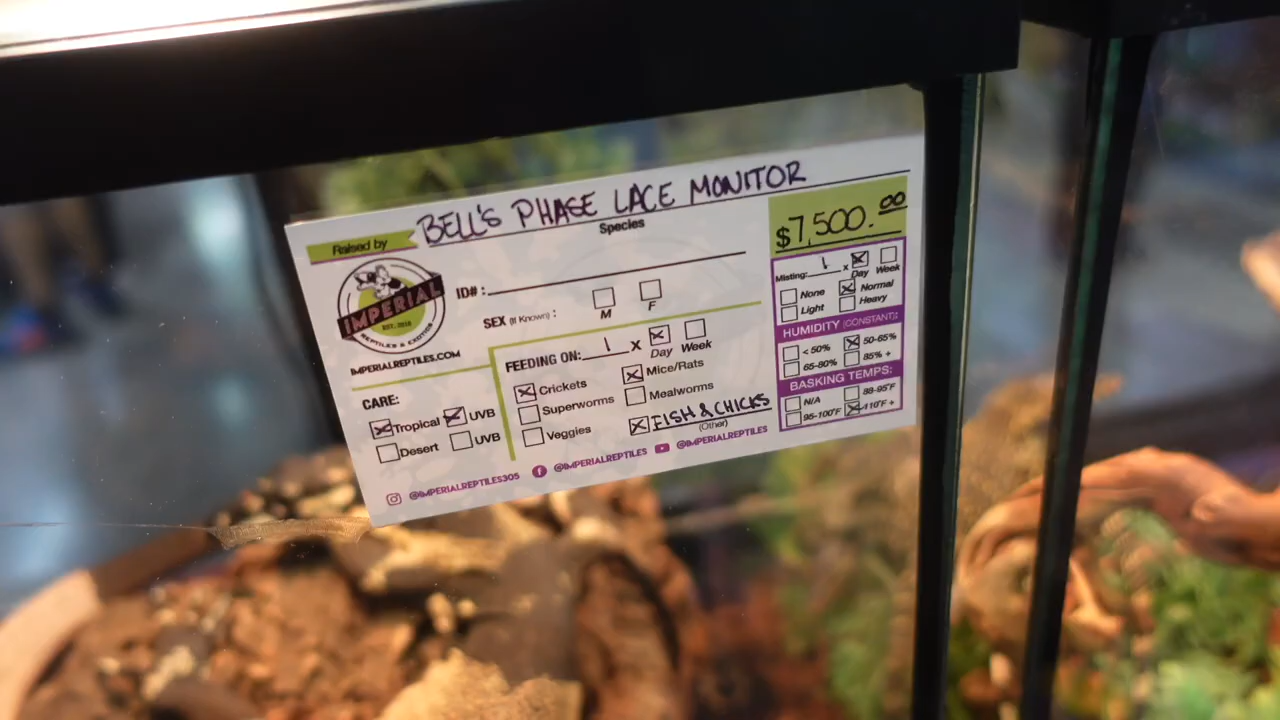 BELL'S PHASE LACE MONITOR
Species
Raised by
IMPERIAL
EST. 2010
REPTILES & EXOTICS
IMPERIALREPTILES.COM
ID#:
SEX (If Known): M F
$7,500.00
Misting: 1 x Day Week
None Normal
Light Heavy
HUMIDITY (CONSTANT):
< 50% 50-65%
65-80% 85% +
BASKING TEMPS:
N/A 88-95°F
95-100°F 110°F +
FEEDING ON: 1 X Day Week
Crickets Mice/Rats
Superworms Mealworms
Veggies FISH & CHICKS
(Other)
CARE:
Tropical UVB
Desert UVB
@IMPERIALREPTILES305 @IMPERIALREPTILES @IMPERIALREPTILES